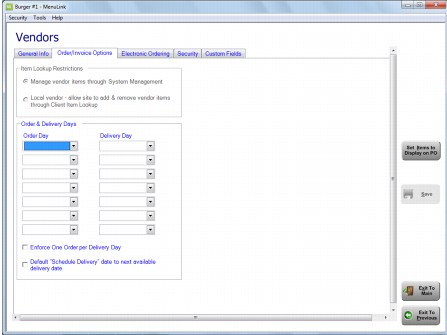 Burger #1 - MenuLink
Security Tools Help
Vendors
General Info Order/Invoice Options Electronic Ordering Security Custom Fields
Item Lookup Restrictions
Manage vendor items through System Management
Local vendor - allow site to add & remove vendor items
through Client Item Lookup
Order & Delivery Days
Order Day Delivery Day
Enforce One Order per Delivery Day
Default "Schedule Delivery" date to next available
delivery date
Set Items to
Display on PO
Save
Exit To
Main
Exit To
Previous